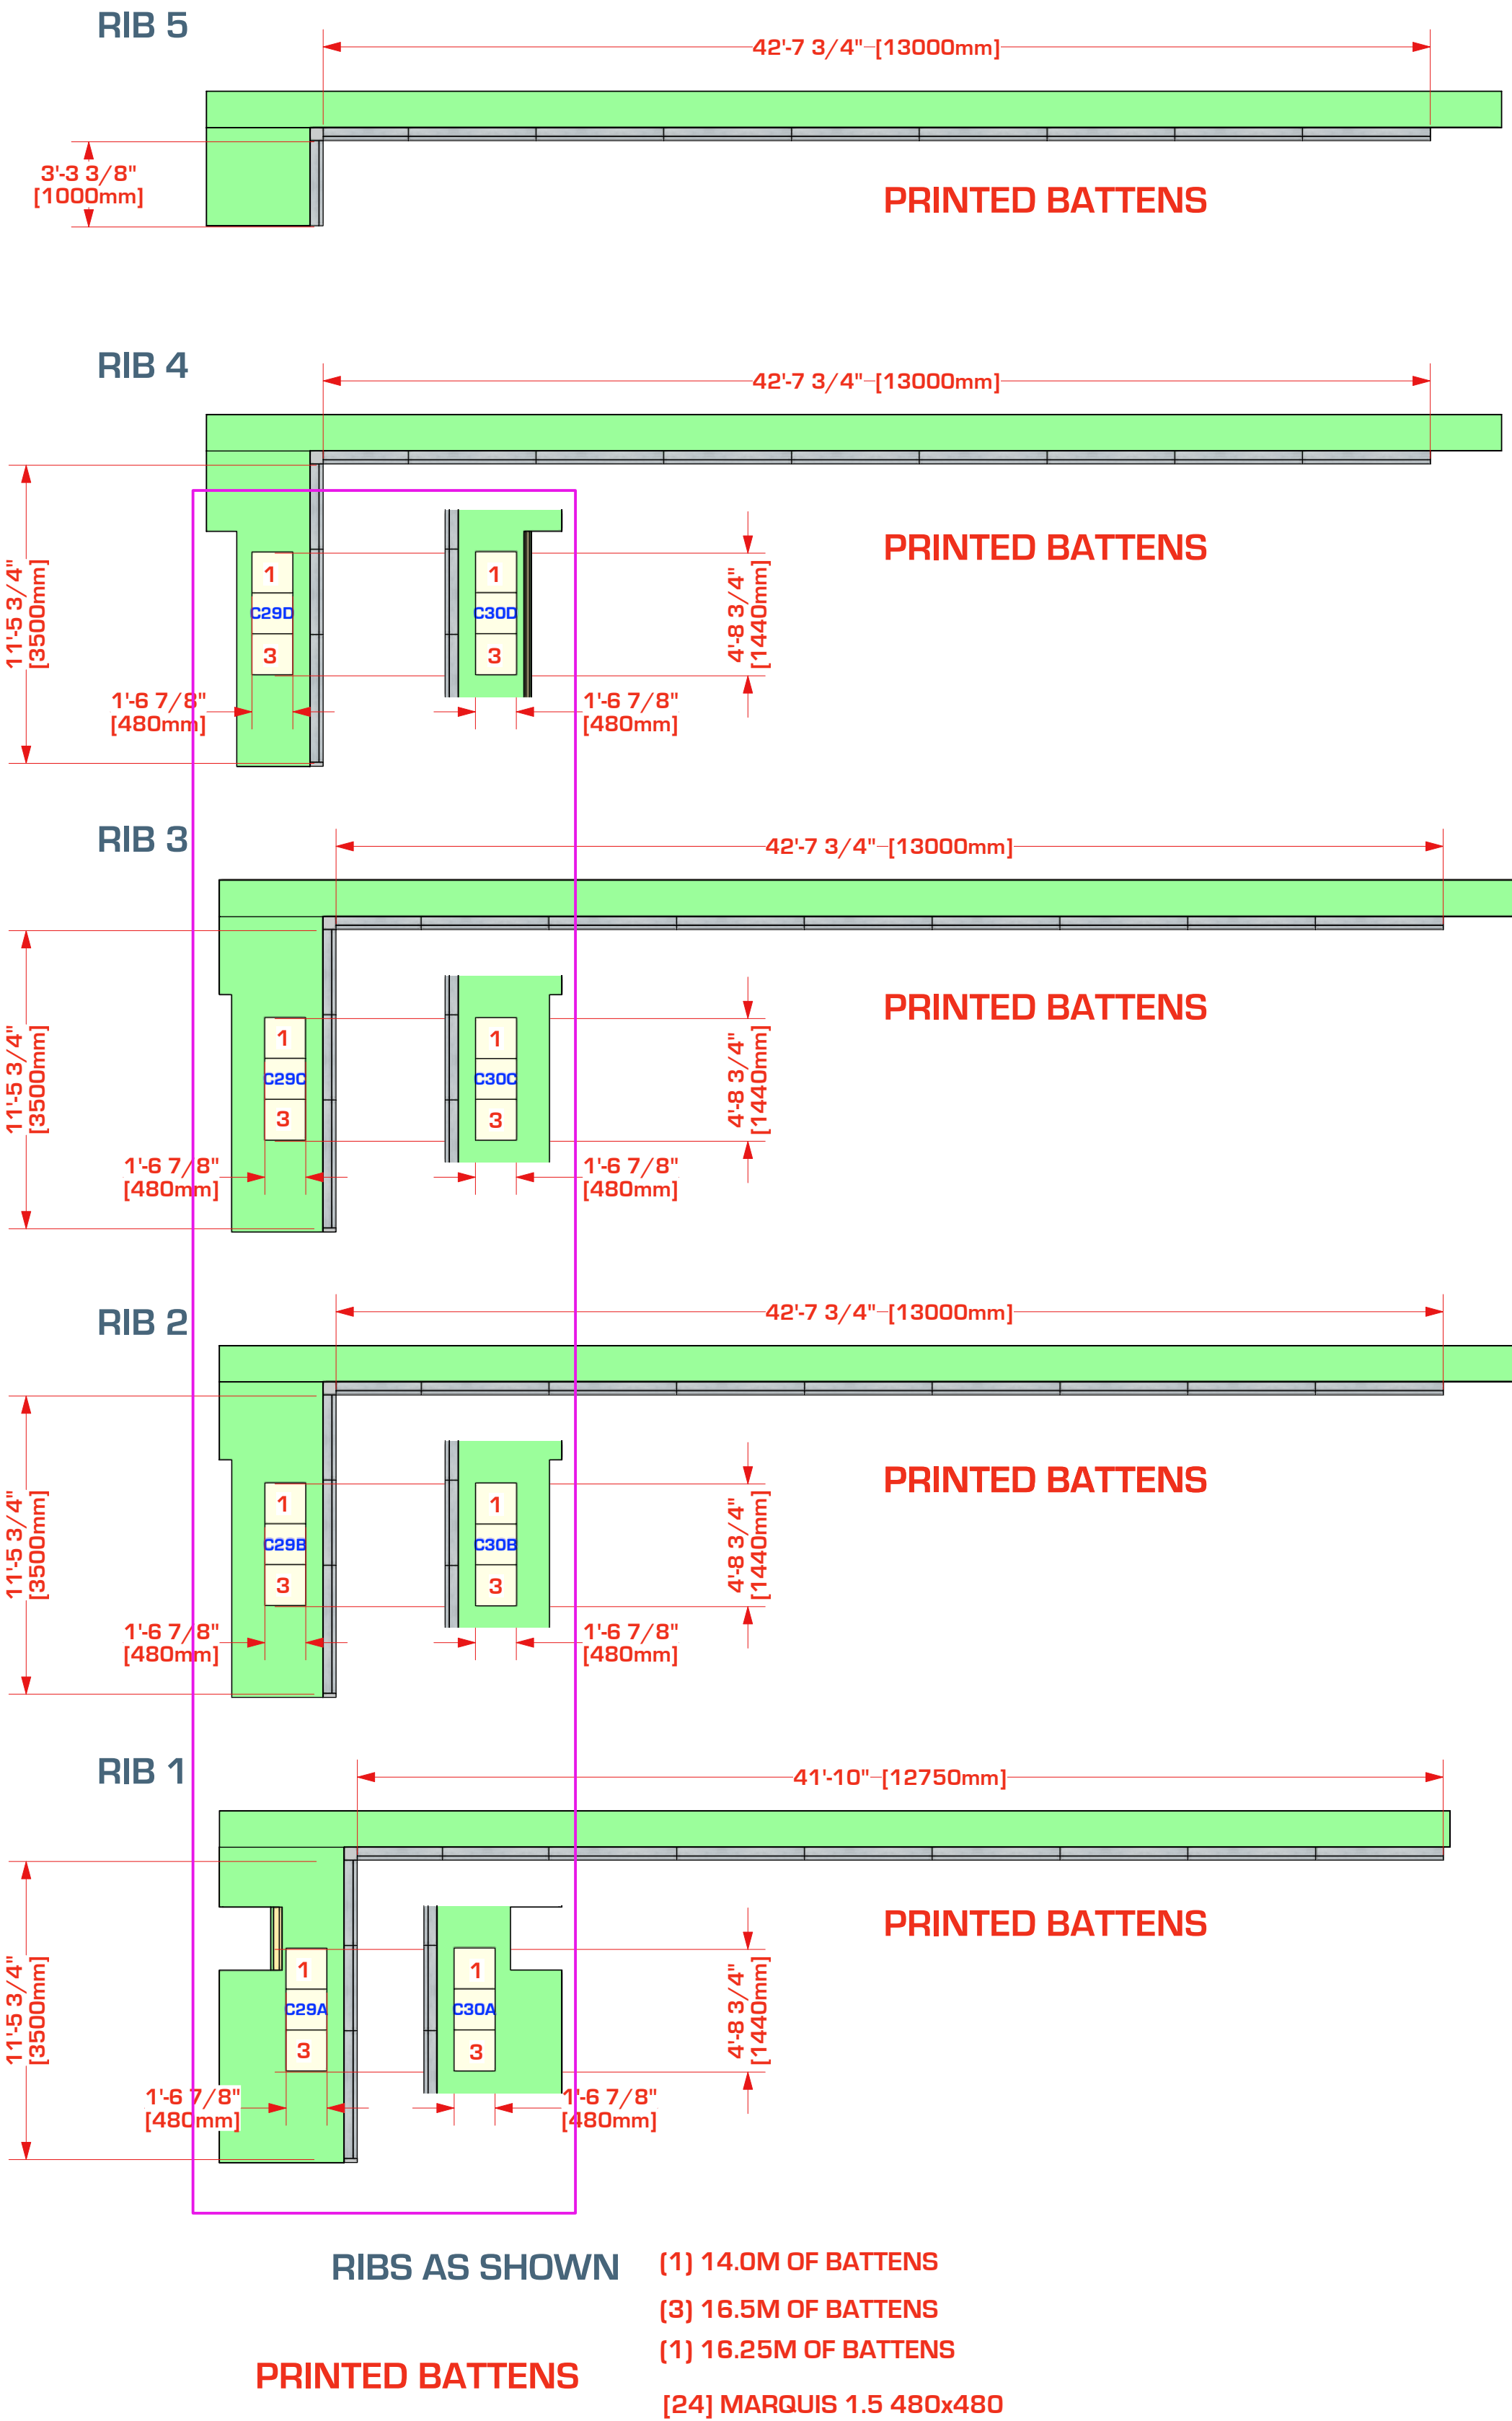 RIB 5
42'-7 3/4" [13000mm]
3'-3 3/8"
[1000mm]
PRINTED BATTENS
RIB 4
42'-7 3/4" [13000mm]
PRINTED BATTENS
11'-5 3/4"
[3500mm]
1
C29D
3
1
C30D
3
4'-8 3/4"
[1440mm]
1'-6 7/8"
[480mm]
1'-6 7/8"
[480mm]
RIB 3
42'-7 3/4" [13000mm]
PRINTED BATTENS
11'-5 3/4"
[3500mm]
1
C29C
3
1
C30C
3
4'-8 3/4"
[1440mm]
1'-6 7/8"
[480mm]
1'-6 7/8"
[480mm]
RIB 2
42'-7 3/4" [13000mm]
PRINTED BATTENS
11'-5 3/4"
[3500mm]
1
C29B
3
1
C30B
3
4'-8 3/4"
[1440mm]
1'-6 7/8"
[480mm]
1'-6 7/8"
[480mm]
RIB 1
41'-10" [12750mm]
PRINTED BATTENS
11'-5 3/4"
[3500mm]
1
C29A
3
1
C30A
3
4'-8 3/4"
[1440mm]
1'-6 7/8"
[480mm]
1'-6 7/8"
[480mm]
RIBS AS SHOWN
(1) 14.0M OF BATTENS
(3) 16.5M OF BATTENS
(1) 16.25M OF BATTENS
PRINTED BATTENS
[24] MARQUIS 1.5 480x480